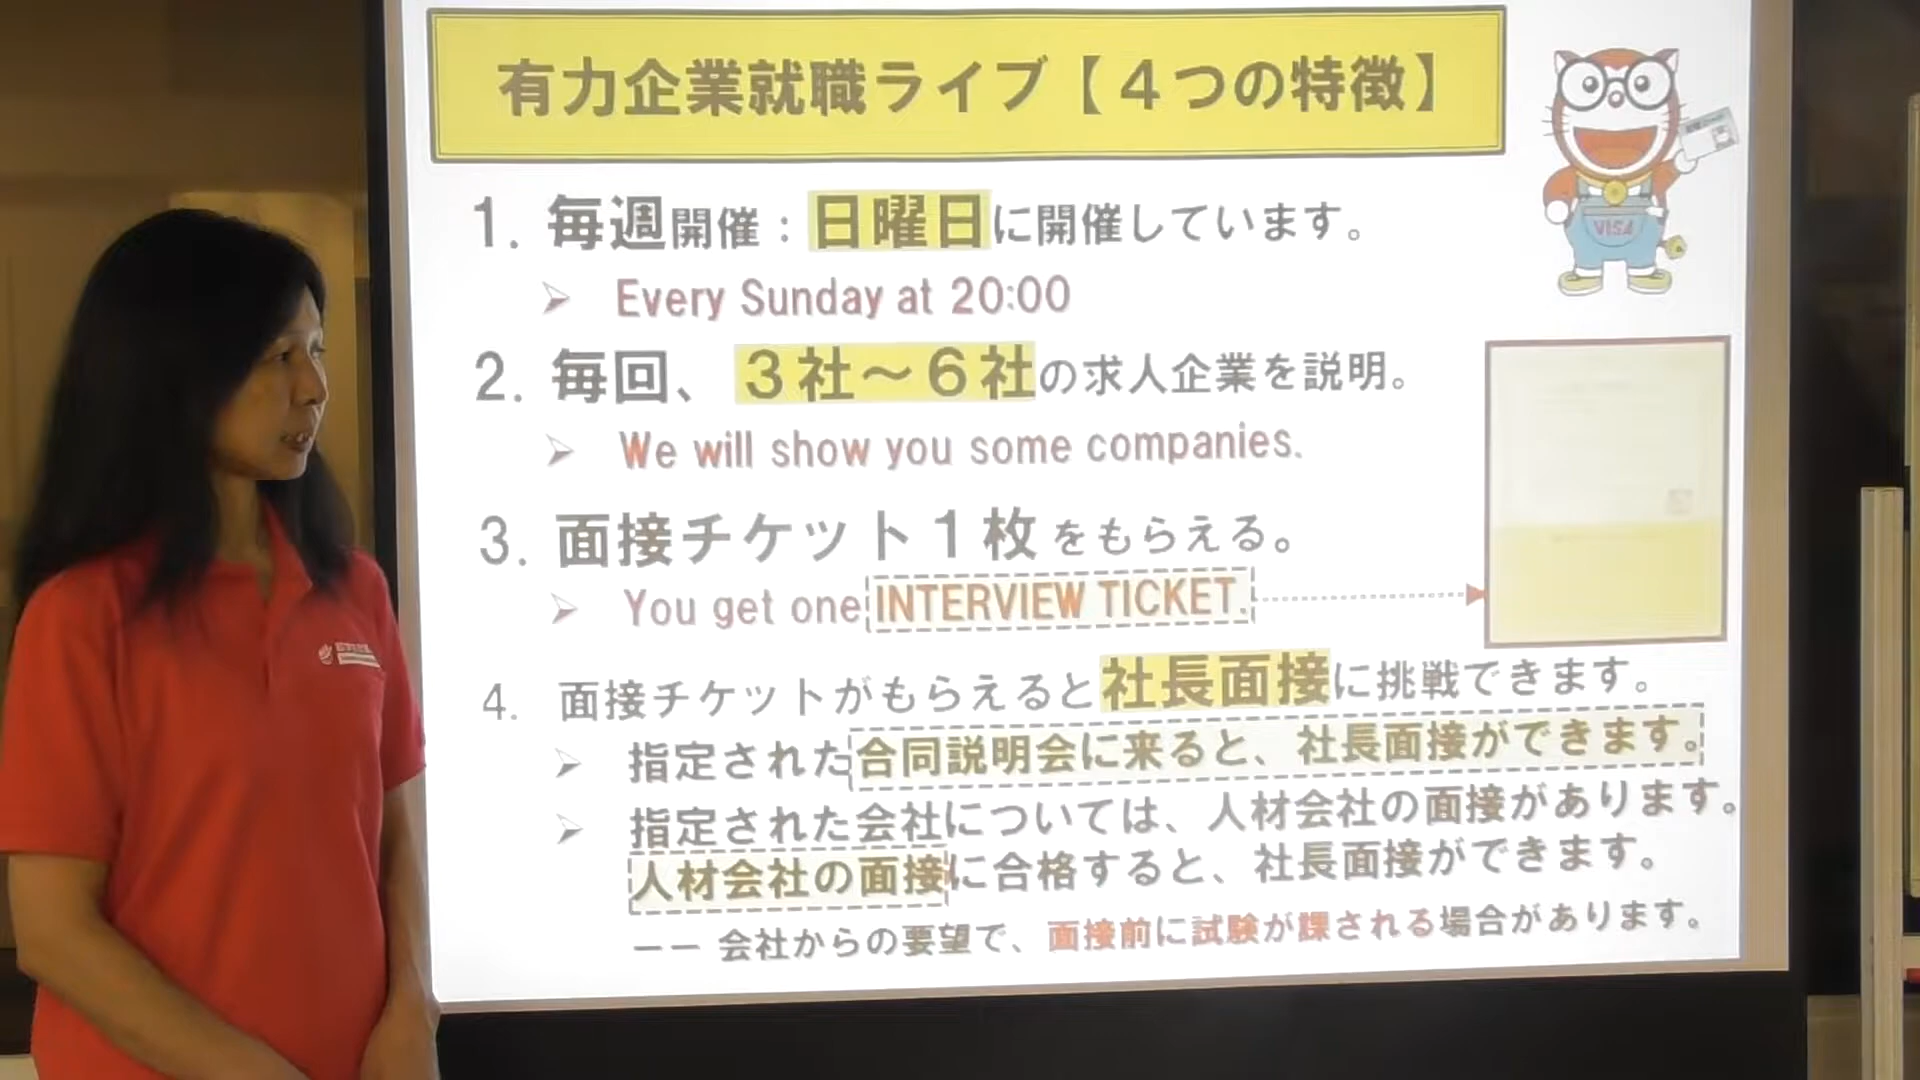 有力企業就職ライブ【４つの特徴】
1. 毎週開催：日曜日に開催しています。
➢ Every Sunday at 20:00
2. 毎回、３社～６社の求人企業を説明。
➢ We will show you some companies.
3. 面接チケット１枚をもらえる。
➢ You get one INTERVIEW TICKET.
4. 面接チケットがもらえると社長面接に挑戦できます。
➢ 指定された合同説明会に来ると、社長面接ができます。
➢ 指定された会社については、人材会社の面接があります。
人材会社の面接に合格すると、社長面接ができます。
ーー 会社からの要望で、面接前に試験が課される場合があります。
VISA